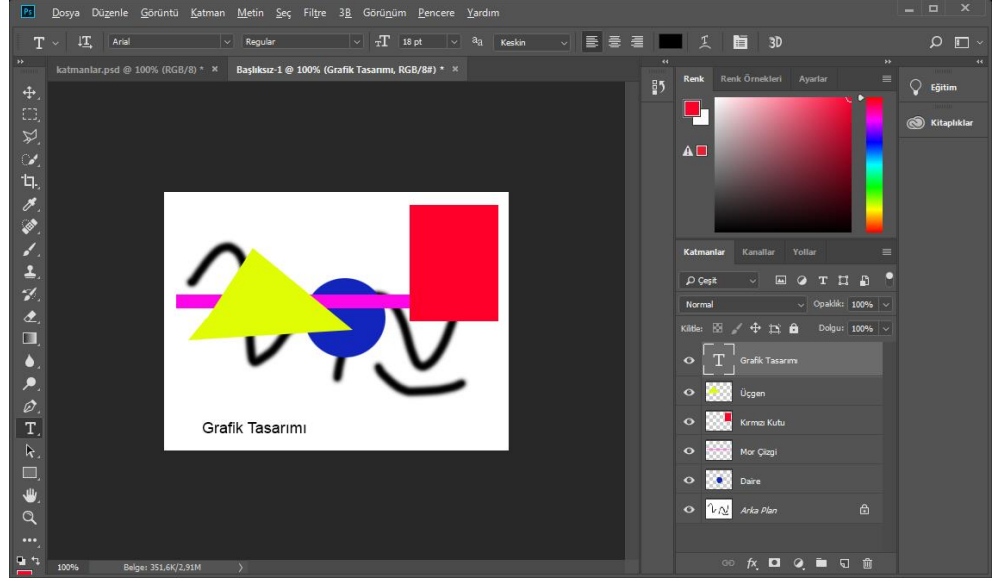 Ps Dosya Düzenle Görüntü Katman Metin Seç Filtre 3B Görünüm Pencere Yardım
T Arial Regular 18 pt aa Keskin 3D
katmanlar.psd @ 100% (RGB/8) * × Başlıksız-1 @ 100% (Grafik Tasarımı, RGB/8#) * ×
Renk Renk Örnekleri Ayarlar
Eğitim
Kitaplıklar
Grafik Tasarımı
Katmanlar Kanallar Yollar
Çeşit
Normal Opaklık: 100%
Kilitle: Dolgu: 100%
T Grafik Tasarımı
Üçgen
Kırmızı Kutu
Mor Çizgi
Daire
Arka Plan
fx
100% Belge: 351,6K/2,91M